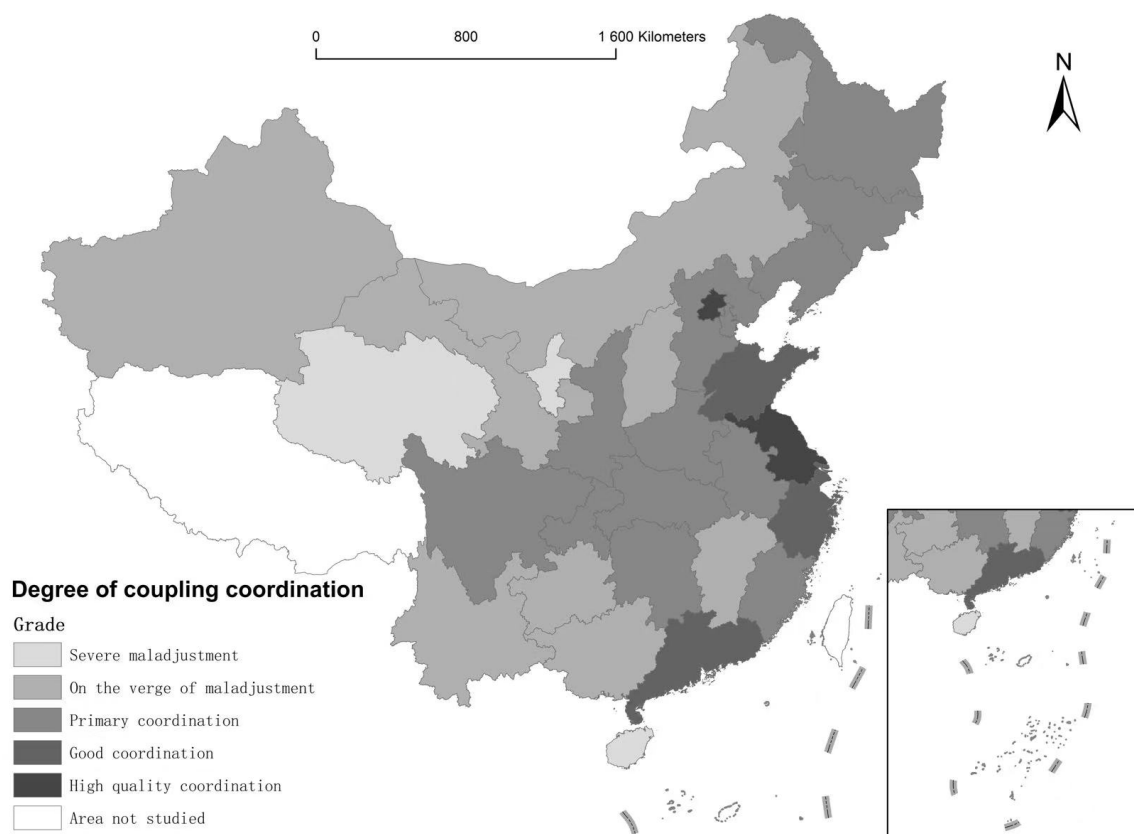 0 800 1 600 Kilometers
N
Degree of coupling coordination
Grade
Severe maladjustment
On the verge of maladjustment
Primary coordination
Good coordination
High quality coordination
Area not studied